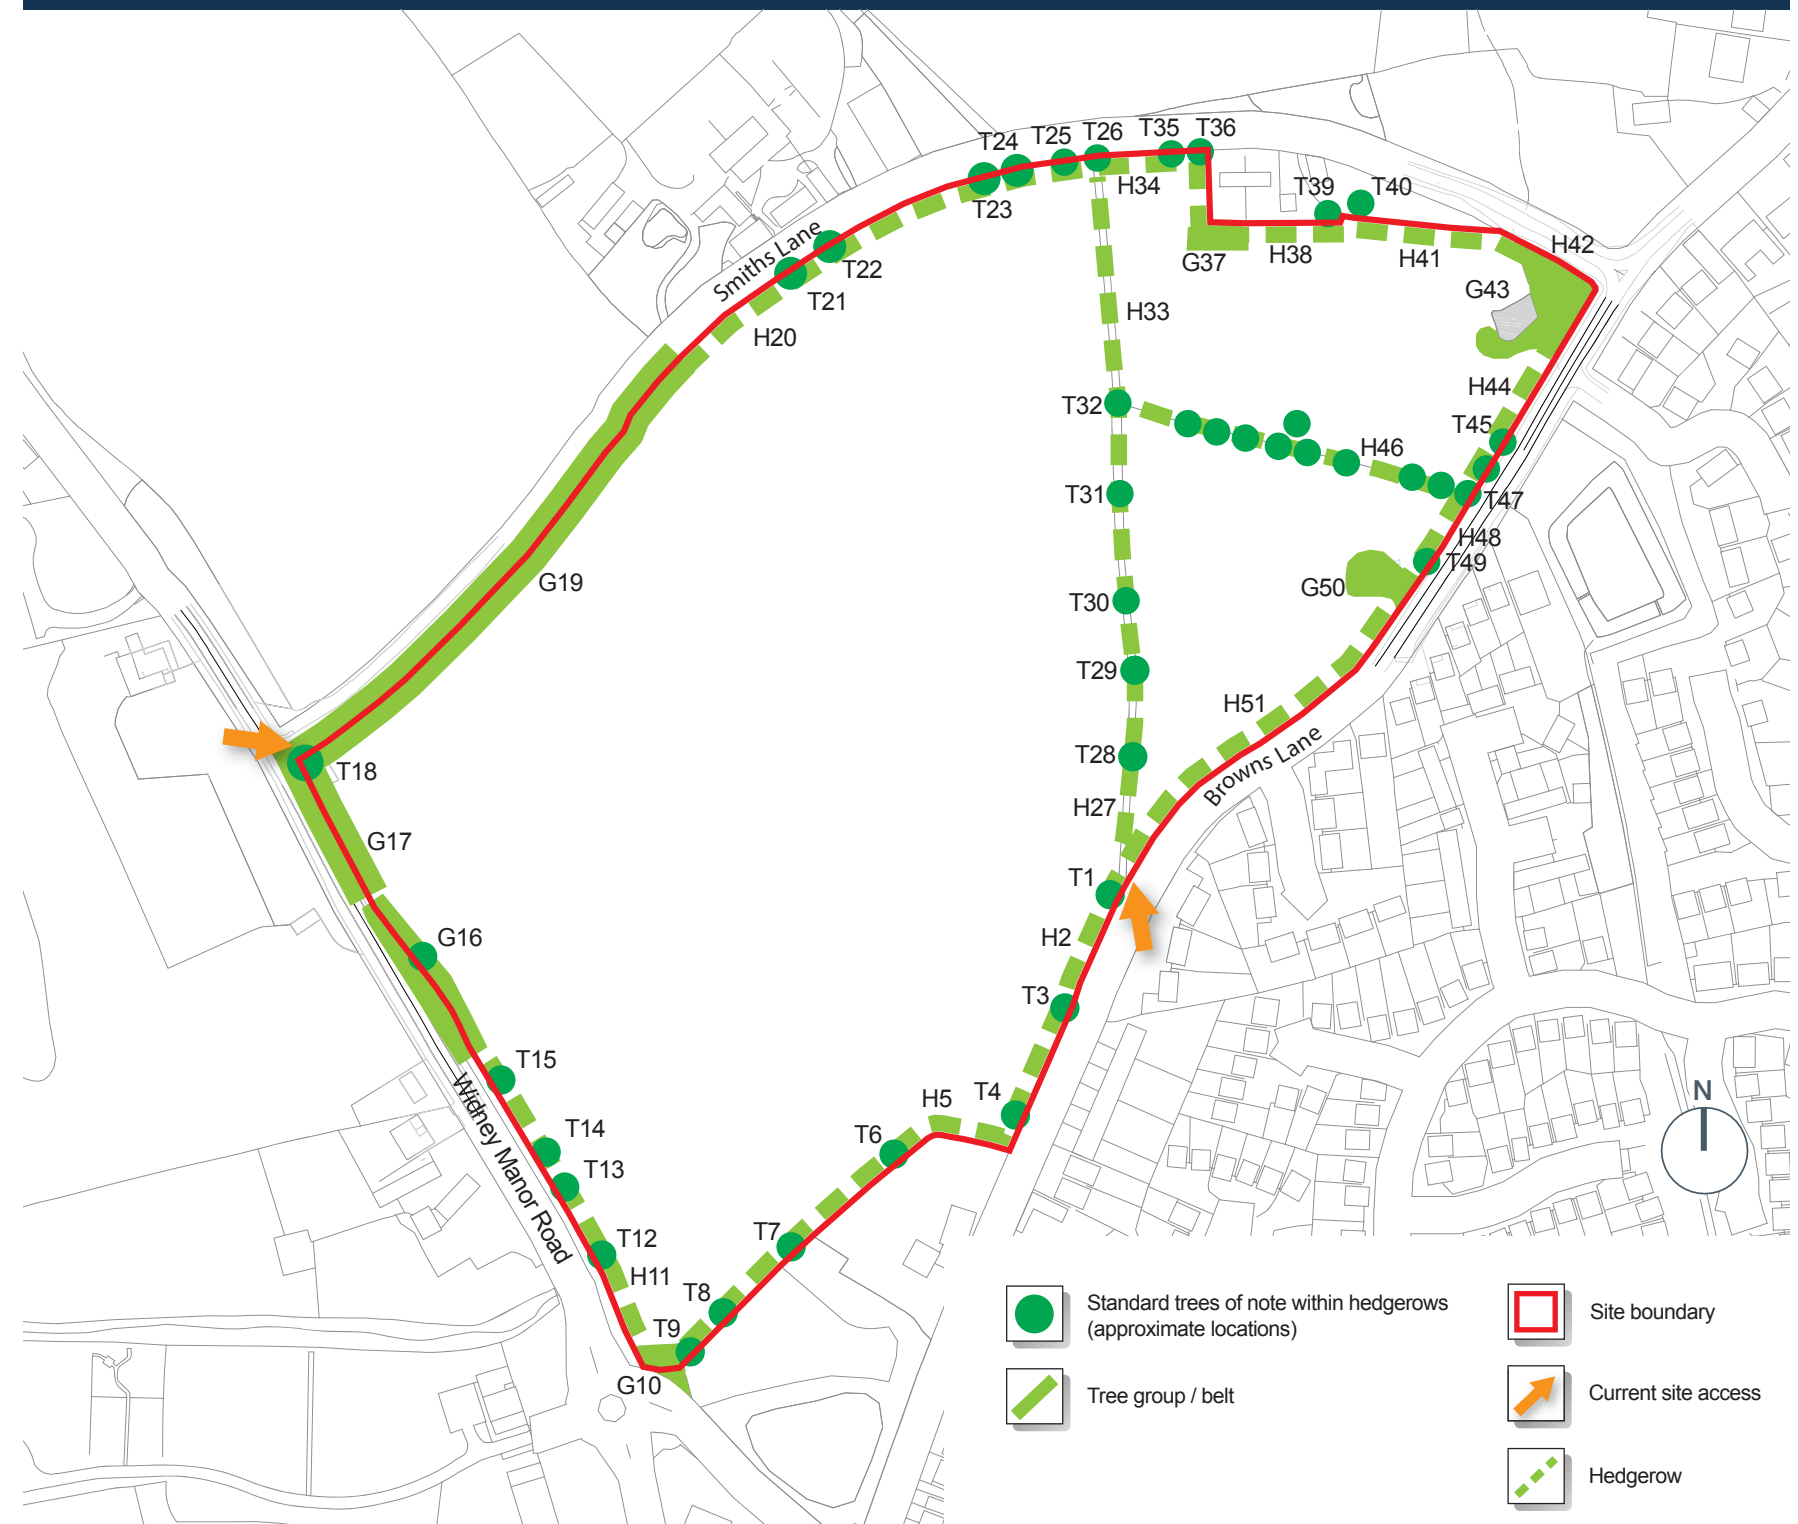 T24
T25
T26
T35
T36
T23
H34
T39
T40
Smiths Lane
T22
T21
H20
G37
H38
H41
H42
G43
H33
H44
T32
T45
H46
T31
T47
H48
T49
G50
G19
T30
T29
H51
T28
Browns Lane
T18
H27
G17
T1
G16
H2
T3
T15
T4
H5
T6
T14
T13
Widney Manor Road
T12
H11
T7
T8
T9
G10
N
Standard trees of note within hedgerows
(approximate locations)
Tree group / belt
Site boundary
Current site access
Hedgerow